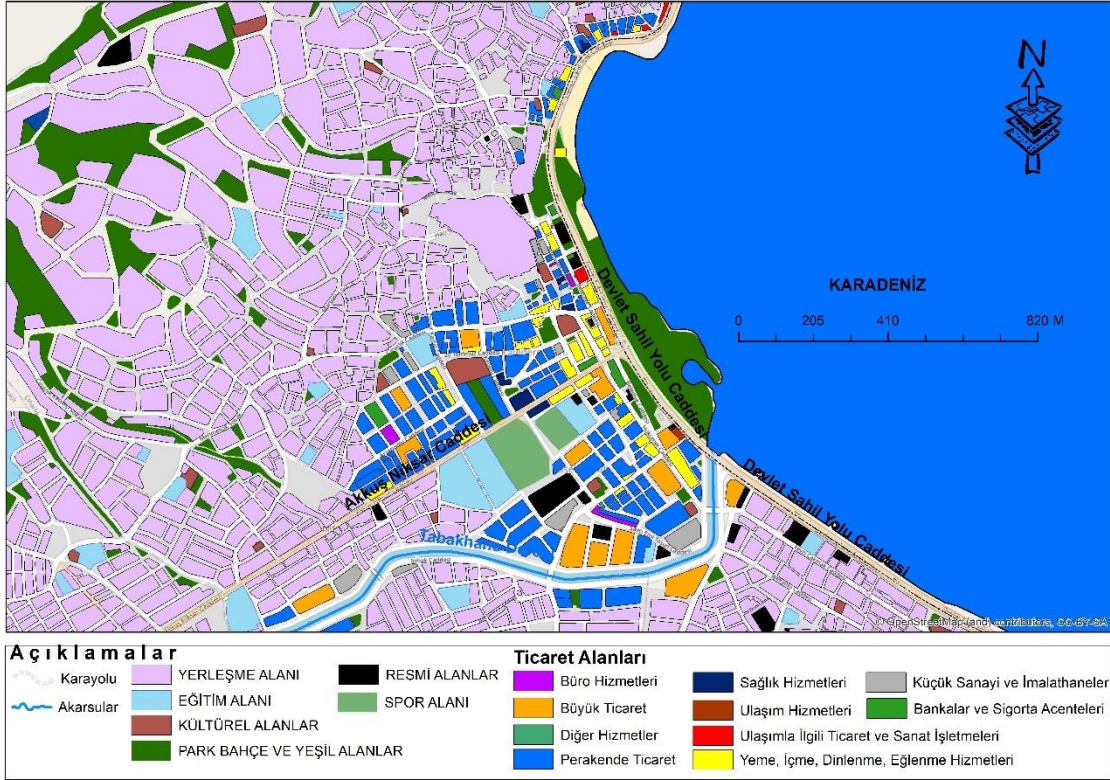 N
KARADENİZ
0 205 410 820 M
Devlet Sahil Yolu Caddesi
Akkuş Niksar Caddesi
Devlet Sahil Yolu Caddesi
Tabakhane
© OpenStreetMap (and) contributors, CC-BY-SA
Açıklamalar
Karayolu
Akarsular
YERLEŞME ALANI
EĞİTİM ALANI
KÜLTÜREL ALANLAR
PARK BAHÇE VE YEŞİL ALANLAR
RESMİ ALANLAR
SPOR ALANI
Ticaret Alanları
Büro Hizmetleri
Büyük Ticaret
Diğer Hizmetler
Perakende Ticaret
Sağlık Hizmetleri
Ulaşım Hizmetleri
Ulaşımla İlgili Ticaret ve Sanat İşletmeleri
Yeme, İçme, Dinlenme, Eğlenme Hizmetleri
Küçük Sanayi ve İmalathaneler
Bankalar ve Sigorta Acenteleri